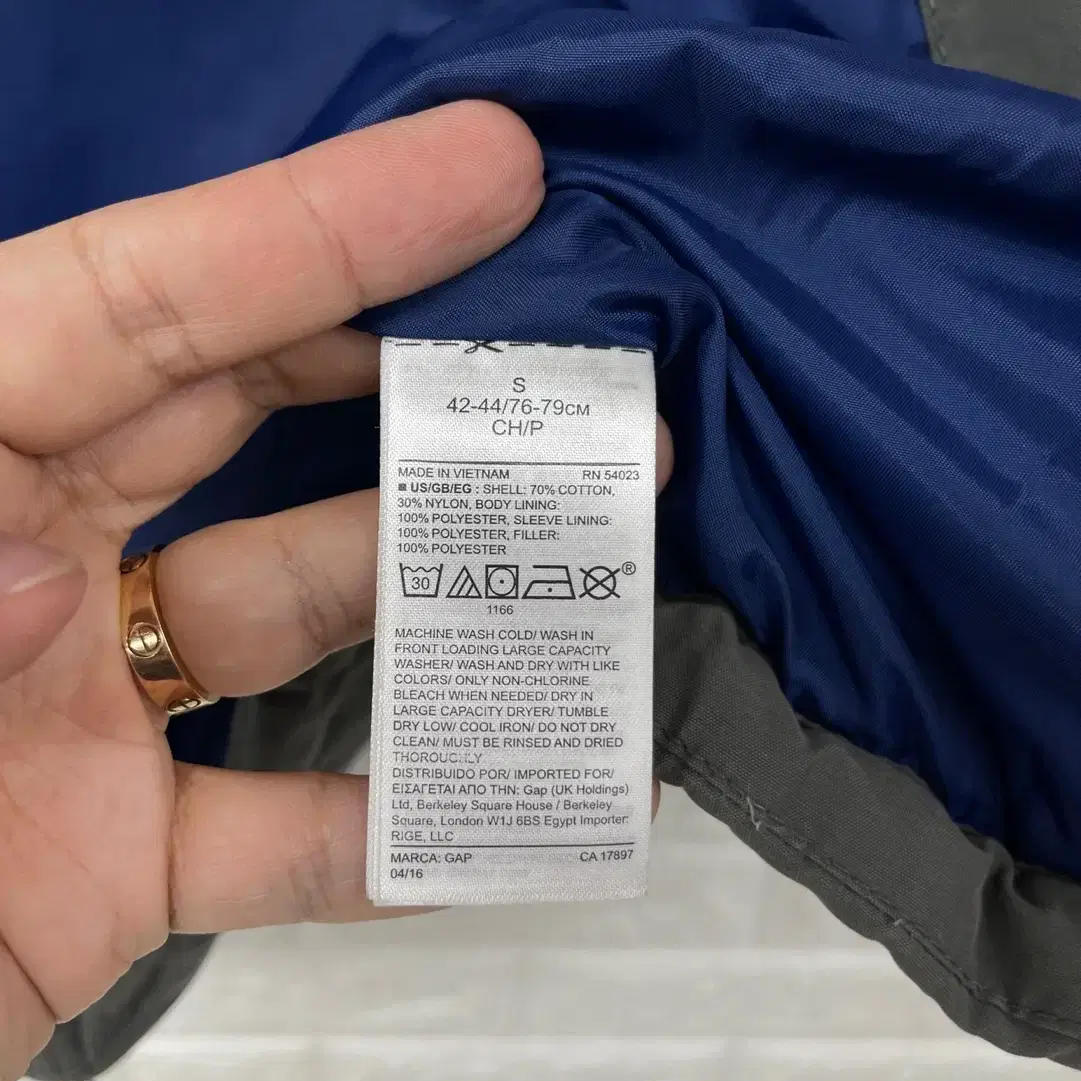 S
42-44/76-79CM
CH/P
MADE IN VIETNAM RN 54023
■ US/GB/EG : SHELL: 70% COTTON,
30% NYLON, BODY LINING:
100% POLYESTER, SLEEVE LINING:
100% POLYESTER, FILLER:
100% POLYESTER
30 ®
1166
MACHINE WASH COLD/ WASH IN
FRONT LOADING LARGE CAPACITY
WASHER/ WASH AND DRY WITH LIKE
COLORS/ ONLY NON-CHLORINE
BLEACH WHEN NEEDED/ DRY IN
LARGE CAPACITY DRYER/ TUMBLE
DRY LOW/ COOL IRON/ DO NOT DRY
CLEAN/ MUST BE RINSED AND DRIED
THOROUGHLY
DISTRIBUIDO POR/ IMPORTED FOR/
ΕΙΣΑΓΕΤΑΙ ΑΠΟ ΤΗΝ: Gap (UK Holdings)
Ltd, Berkeley Square House / Berkeley
Square, London W1J 6BS Egypt Importer:
RIGE, LLC
MARCA: GAP CA 17897
04/16